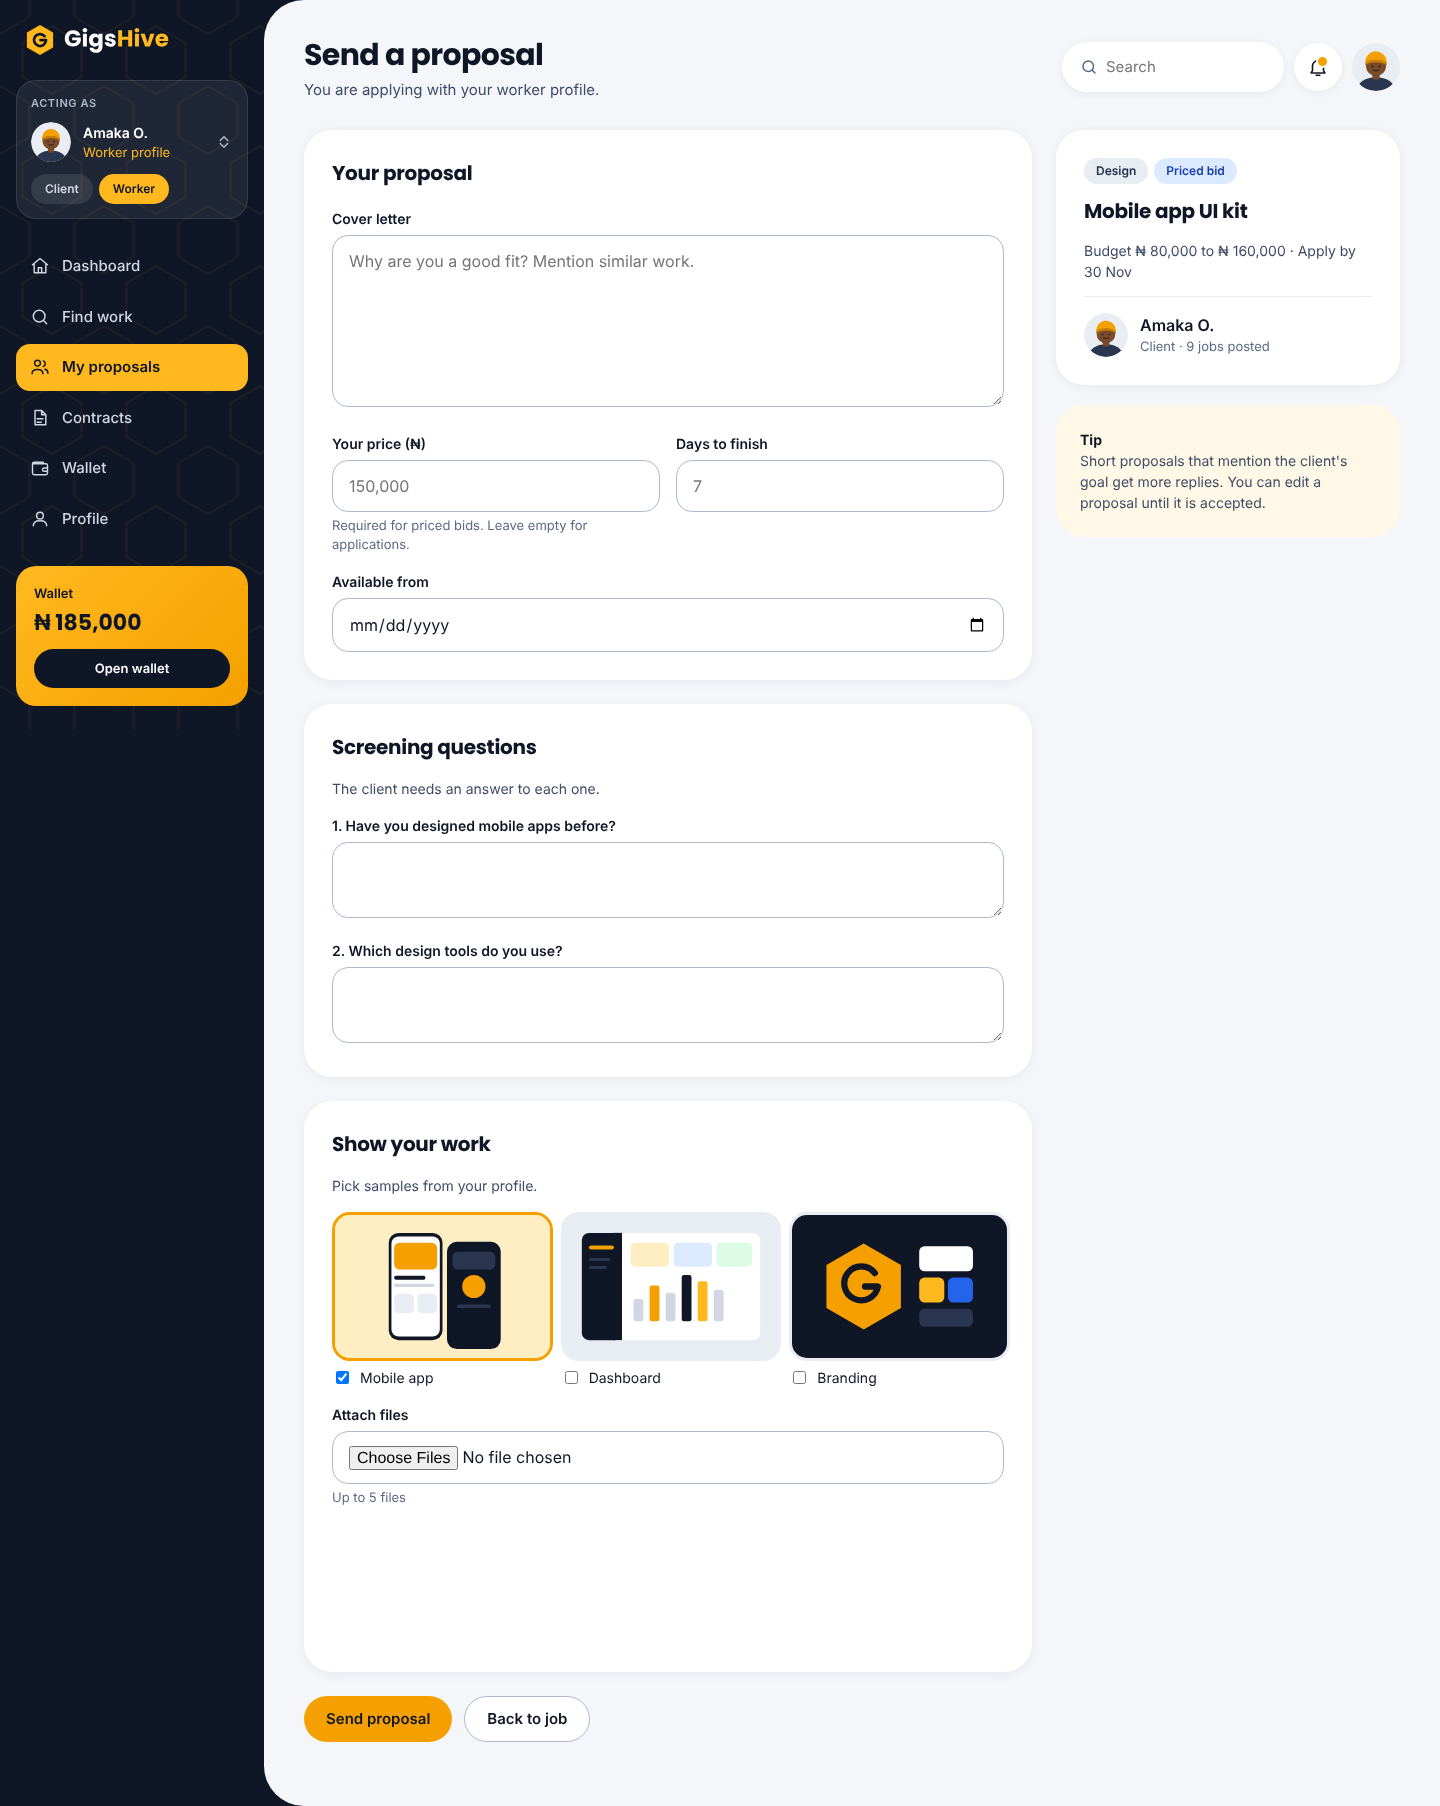 GigsHive
ACTING AS
Amaka O.
Worker profile
Client
Worker
Dashboard
Find work
My proposals
Contracts
Wallet
Profile
Wallet
₦ 185,000
Open wallet
Send a proposal
You are applying with your worker profile.
Search
Your proposal
Cover letter
Why are you a good fit? Mention similar work.
Your price (₦)
Days to finish
150,000
7
Required for priced bids. Leave empty for
applications.
Available from
mm/dd/yyyy
Screening questions
The client needs an answer to each one.
1. Have you designed mobile apps before?
2. Which design tools do you use?
Show your work
Pick samples from your profile.
G
Mobile app
Dashboard
Branding
Attach files
Choose Files No file chosen
Up to 5 files
Send proposal
Back to job
Design
Priced bid
Mobile app UI kit
Budget ₦ 80,000 to ₦ 160,000 · Apply by
30 Nov
Amaka O.
Client · 9 jobs posted
Tip
Short proposals that mention the client's
goal get more replies. You can edit a
proposal until it is accepted.